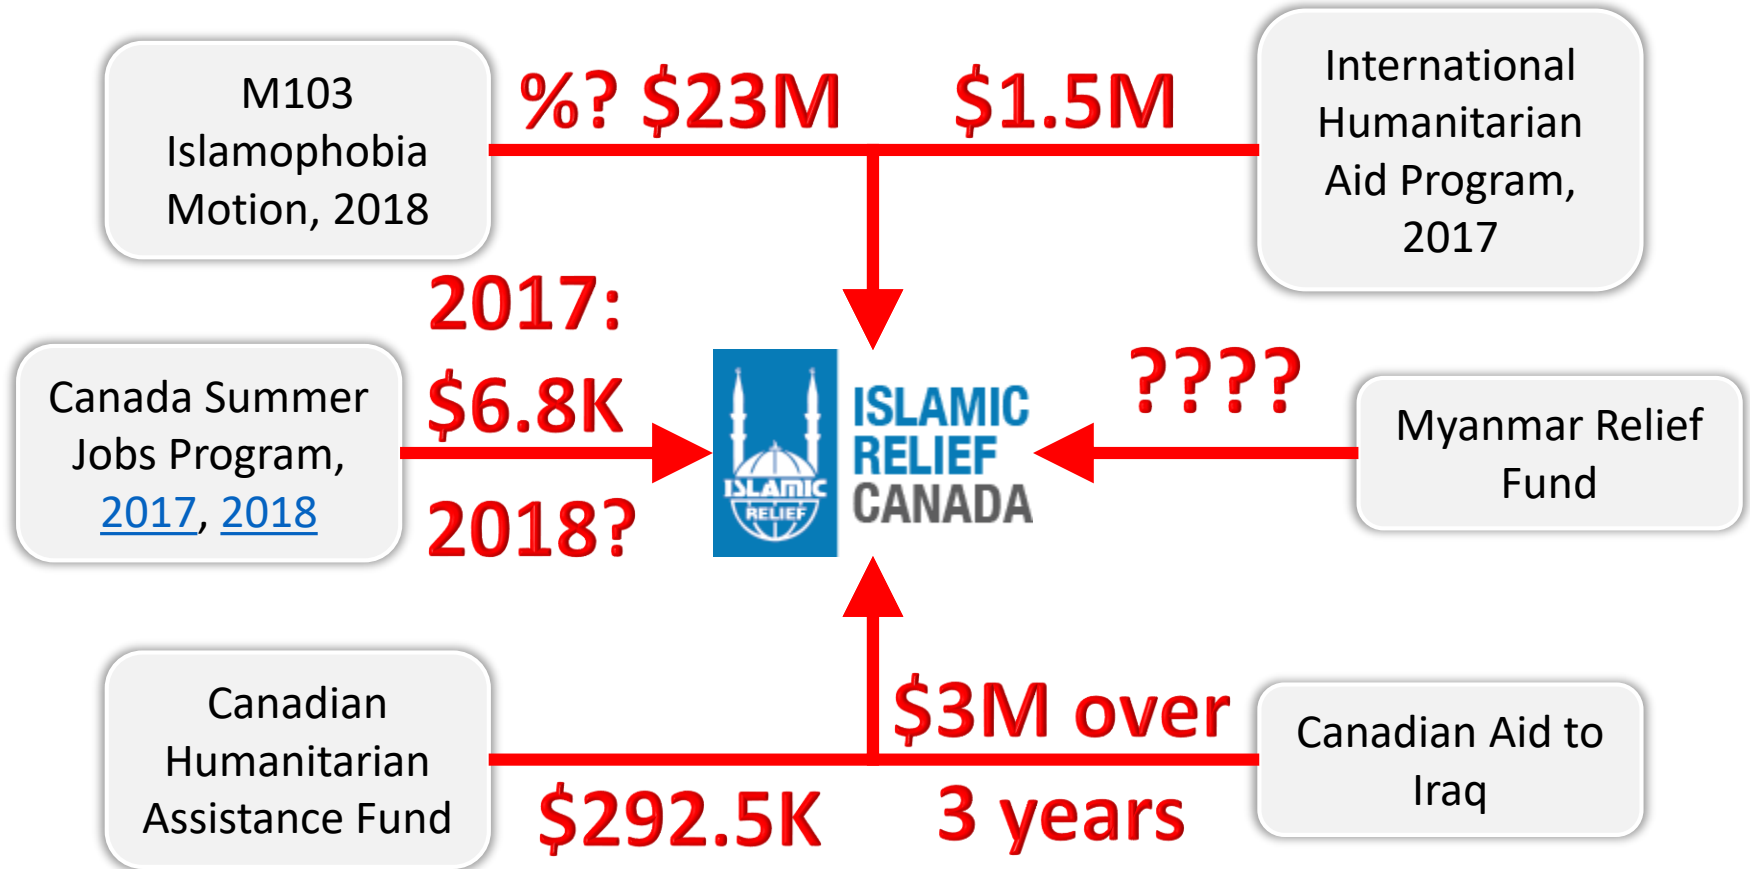 M103
Islamophobia
Motion, 2018
%? $23M
$1.5M
International
Humanitarian
Aid Program,
2017
Canada Summer
Jobs Program,
2017, 2018
2017:
$6.8K
2018?
ISLAMIC
RELIEF
ISLAMIC
RELIEF
CANADA
????
Myanmar Relief
Fund
Canadian
Humanitarian
Assistance Fund
$292.5K
$3M over
3 years
Canadian Aid to
Iraq